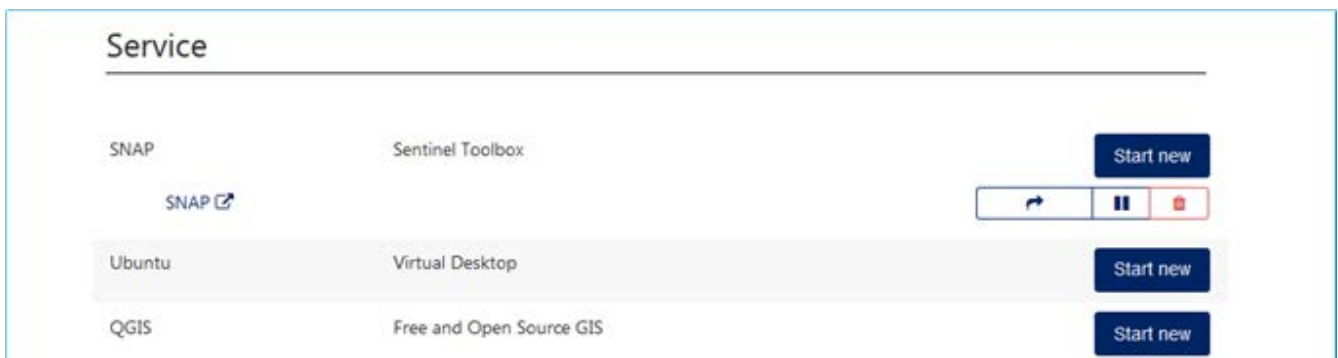 Service
SNAP Sentinel Toolbox Start new
SNAP
Ubuntu Virtual Desktop Start new
QGIS Free and Open Source GIS Start new